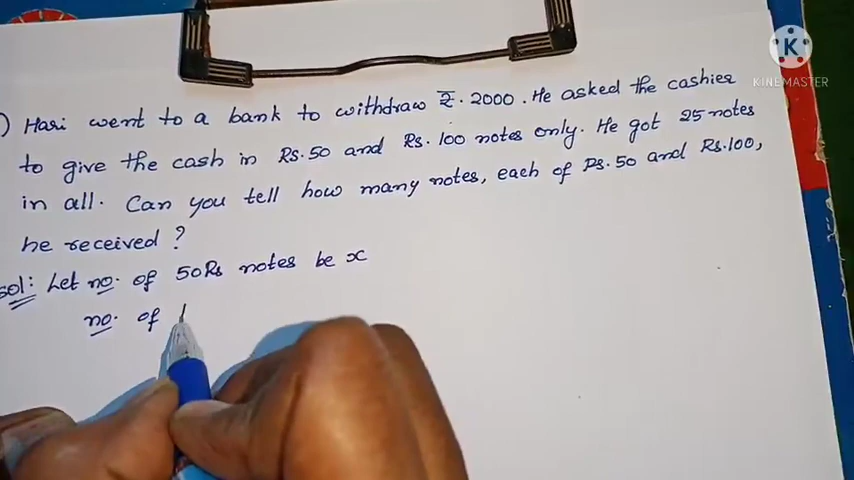 ) Hari went to a bank to withdraw ₹. 2000. He asked the cashier
to give the cash in Rs.50 and Rs.100 notes only. He got 25 notes
in all. Can you tell how many notes, each of Rs.50 and Rs.100,
he received?
Sol: Let no. of 50Rs notes be x
no. of
K
KINEMASTER